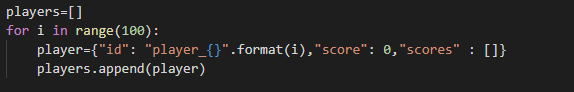 players=[]
for i in range(100):
    player={"id": "player_{}".format(i),"score": 0,"scores" : []}
    players.append(player)